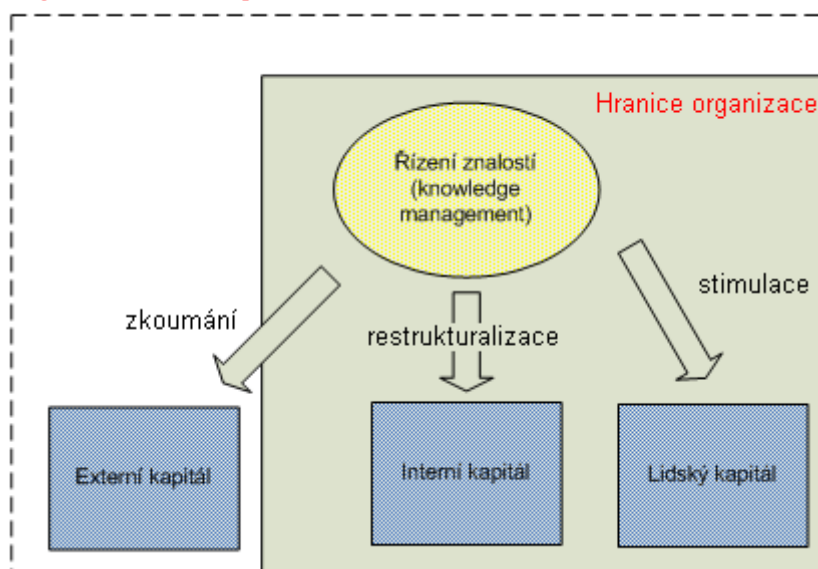 Hranice organizace
Řízení znalostí
(knowledge
management)
zkoumání
restrukturalizace
stimulace
Externí kapitál
Interní kapitál
Lidský kapitál